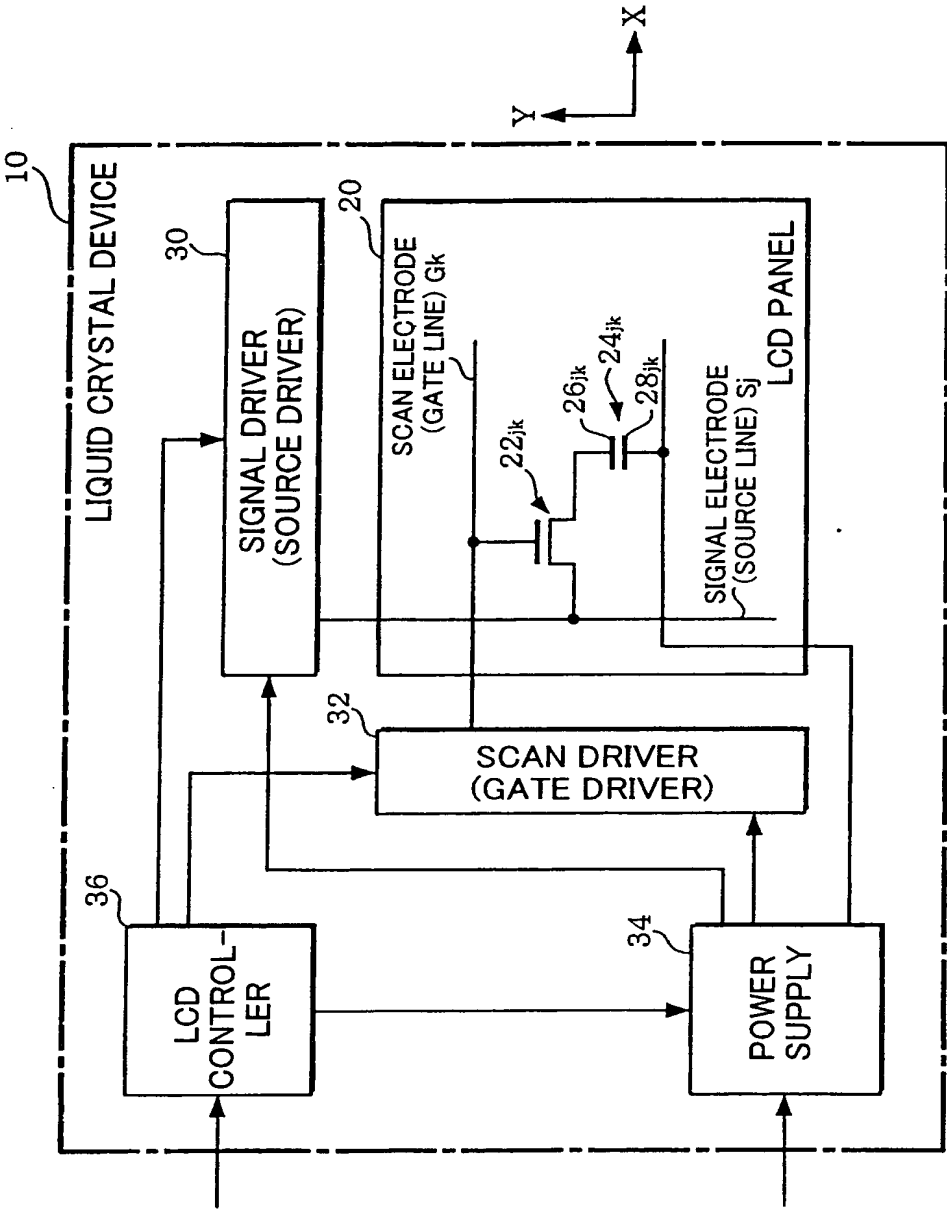 10
LIQUID CRYSTAL DEVICE
36
LCD
CONTROL-
LER
30
SIGNAL DRIVER
(SOURCE DRIVER)
32
SCAN DRIVER
(GATE DRIVER)
20
SCAN ELECTRODE
(GATE LINE) Gk
22jk
26jk
24jk
28jk
SIGNAL ELECTRODE
(SOURCE LINE) Sj
LCD PANEL
34
POWER
SUPPLY
Y
X